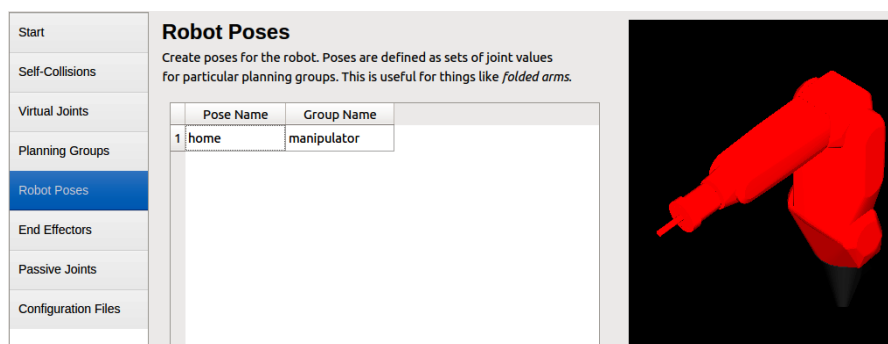 Start
Self-Collisions
Virtual Joints
Planning Groups
Robot Poses
End Effectors
Passive Joints
Configuration Files
Robot Poses
Create poses for the robot. Poses are defined as sets of joint values
for particular planning groups. This is useful for things like folded arms.
Pose Name Group Name
1 home manipulator